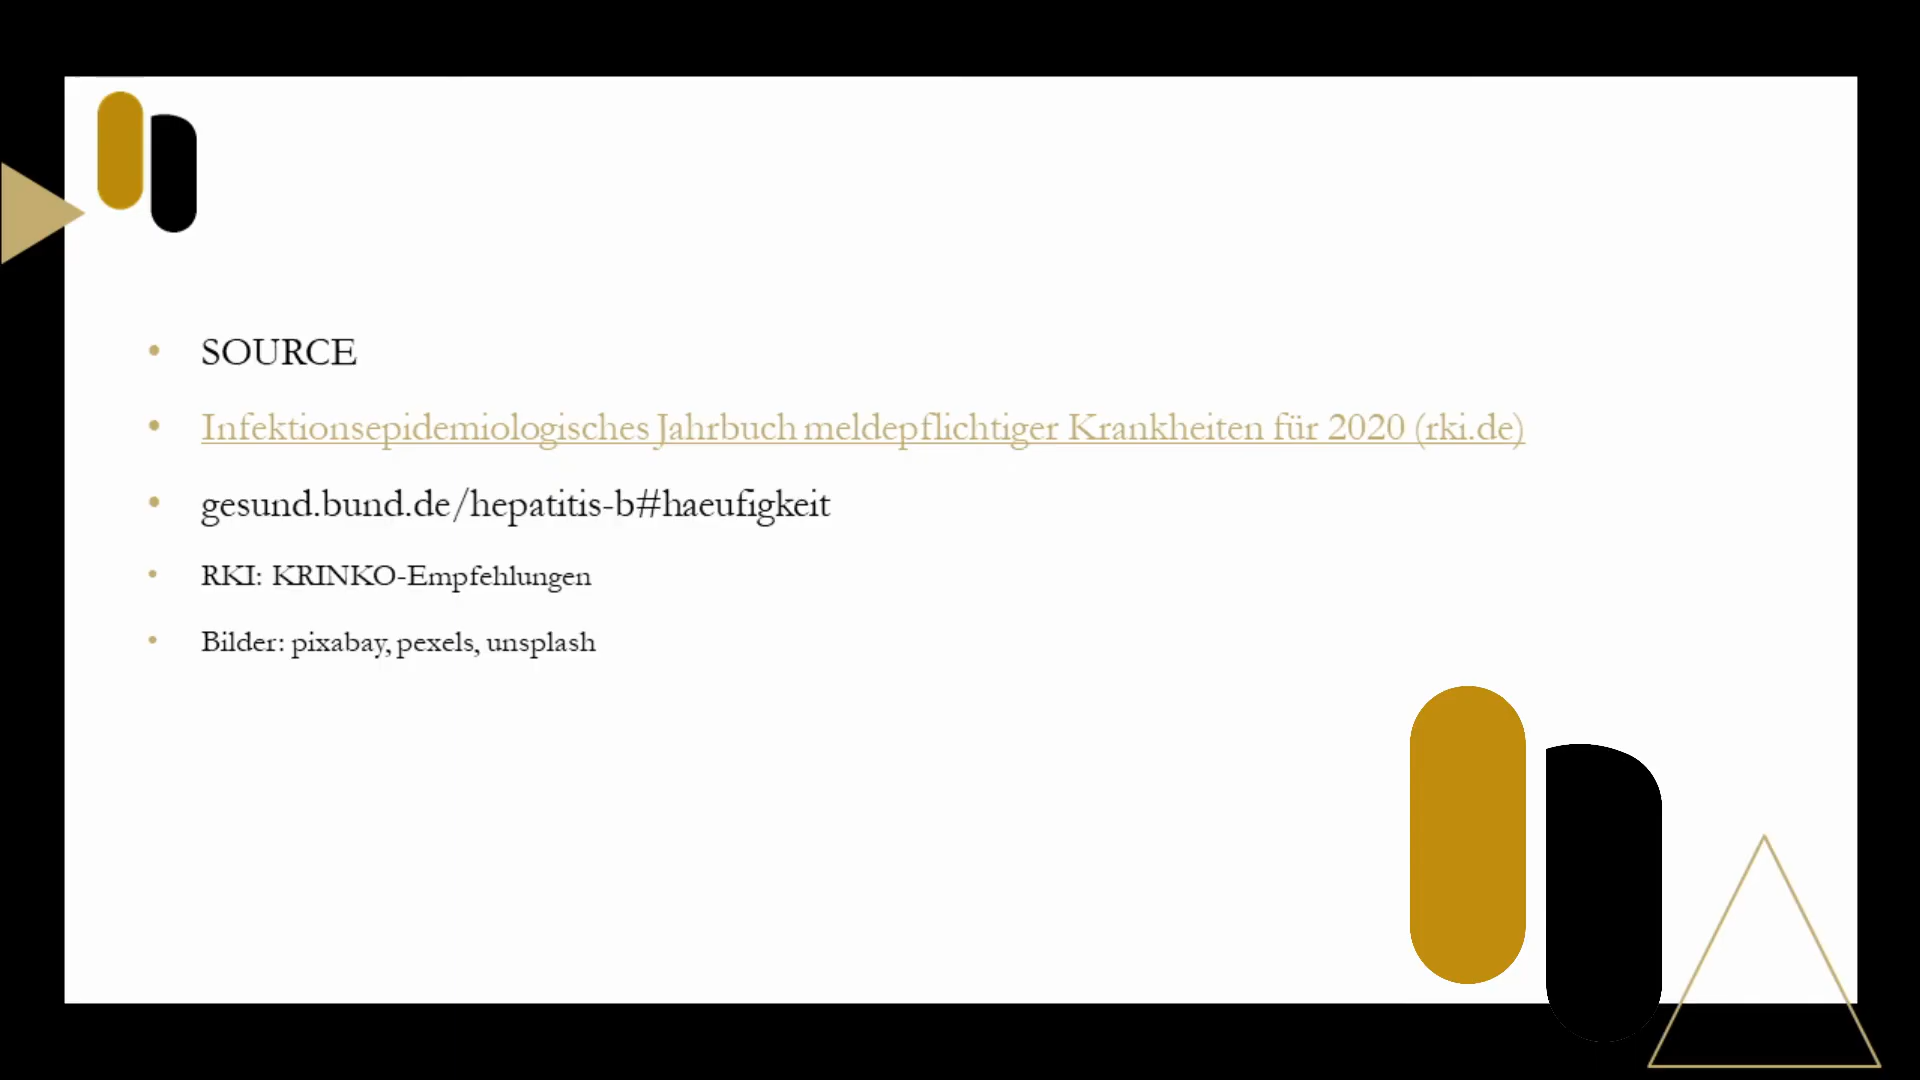 SOURCE
Infektionsepidemiologisches Jahrbuch meldepflichtiger Krankheiten für 2020 (rki.de)
gesund.bund.de/hepatitis-b#haeufigkeit
RKI: KRINKO-Empfehlungen
Bilder: pixabay, pexels, unsplash